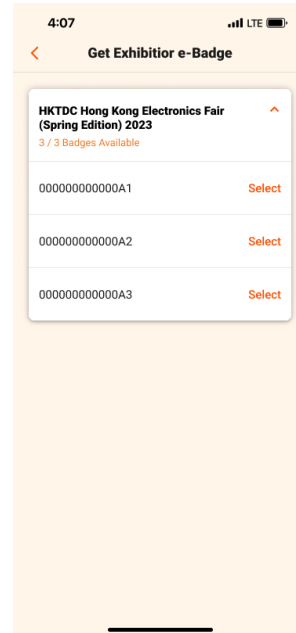 4:07 LTE
Get Exhibitior e-Badge
HKTDC Hong Kong Electronics Fair
(Spring Edition) 2023
3 / 3 Badges Available
000000000000A1 Select
000000000000A2 Select
000000000000A3 Select